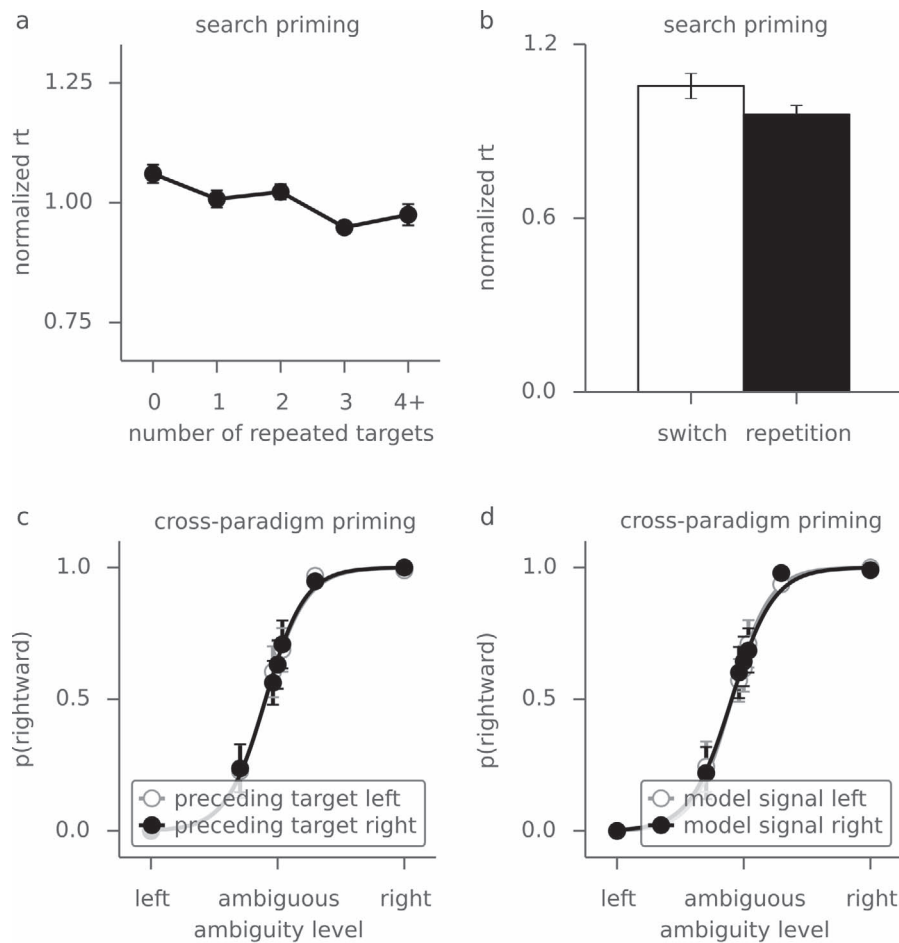 a
search priming
normalized rt
1.25
1.00
0.75
0
1
2
3
4+
number of repeated targets
b
search priming
normalized rt
1.2
0.6
0.0
switch
repetition
c
cross-paradigm priming
p(rightward)
1.0
0.5
0.0
preceding target left
preceding target right
left
ambiguous
right
ambiguity level
d
cross-paradigm priming
p(rightward)
1.0
0.5
0.0
model signal left
model signal right
left
ambiguous
right
ambiguity level